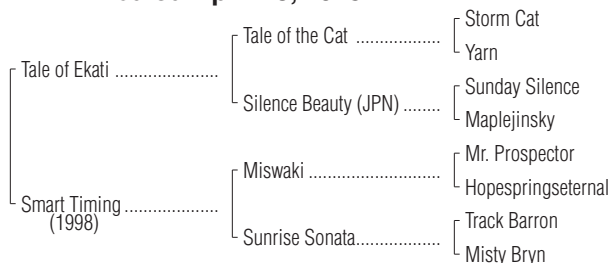 Storm Cat
Tale of the Cat ..................
Yarn
Tale of Ekati ......................
Sunday Silence
Silence Beauty (JPN) ........
Maplejinsky
Mr. Prospector
Miswaki ............................
Hopespringseternal
Smart Timing ....................
(1998)
Track Barron
Sunrise Sonata.................
Misty Bryn